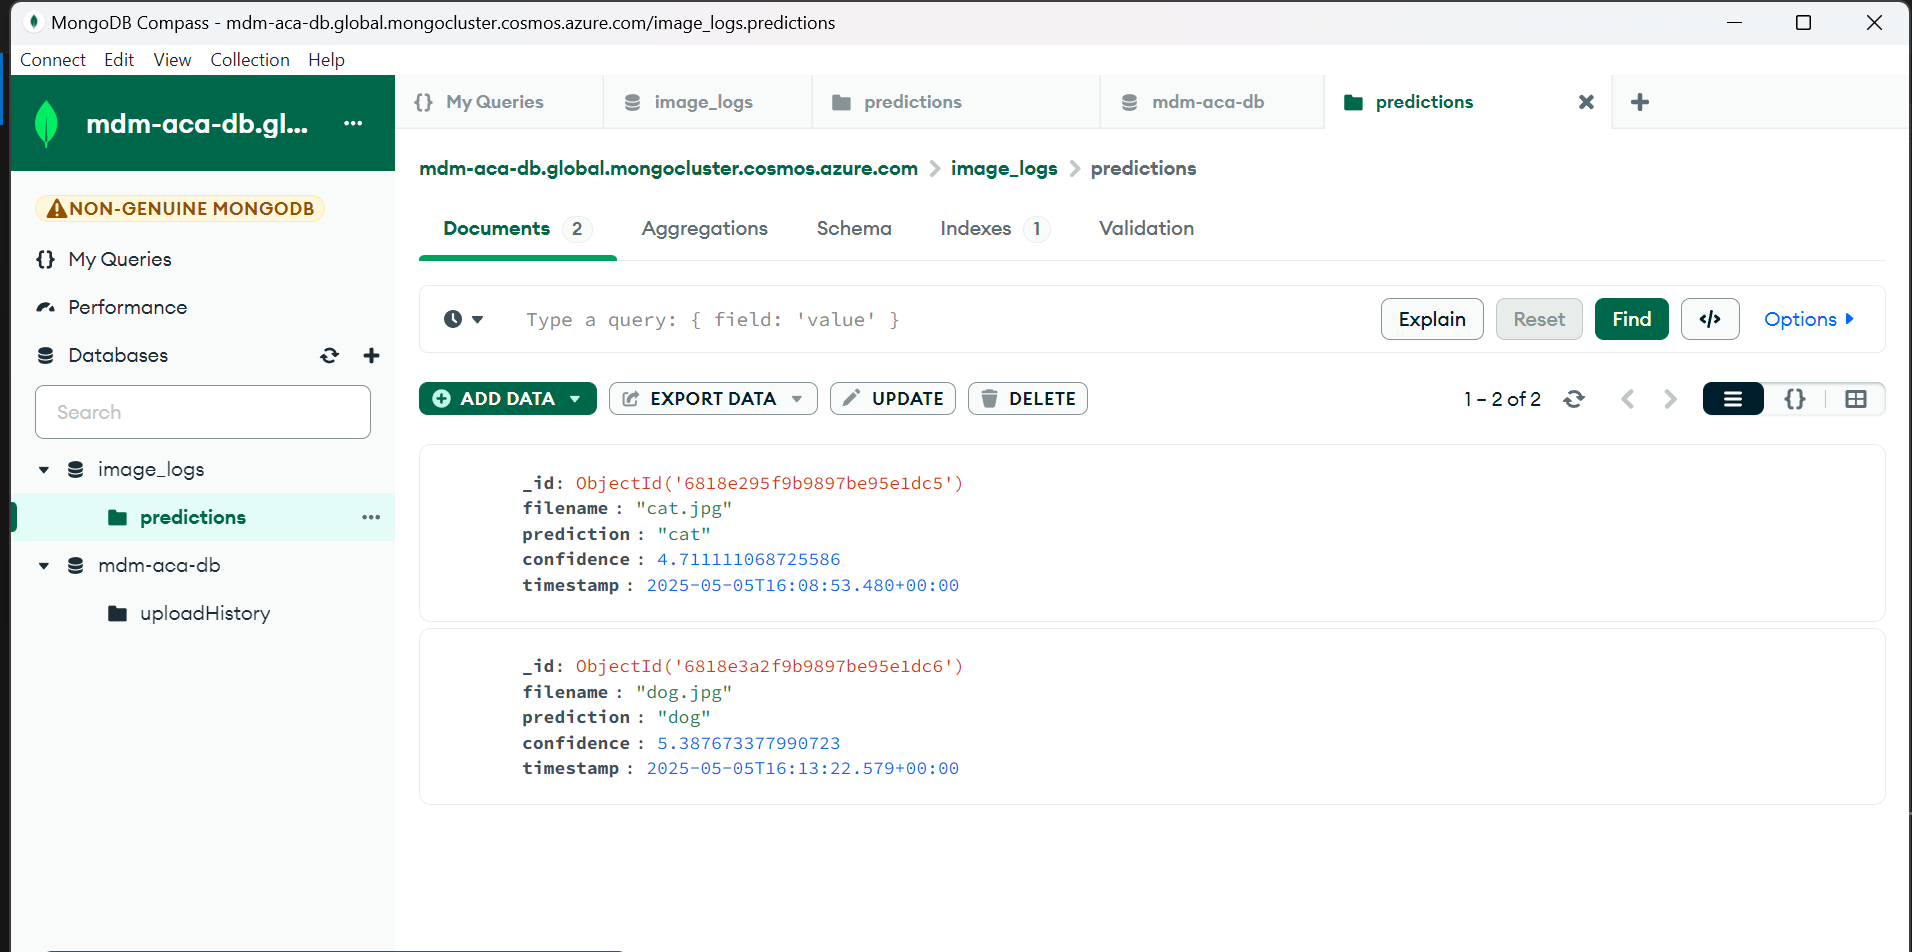 MongoDB Compass - mdm-aca-db.global.mongocluster.cosmos.azure.com/image_logs.predictions
Connect Edit View Collection Help
mdm-aca-db.gl...
NON-GENUINE MONGODB
My Queries
Performance
Databases
Search
image_logs
predictions
mdm-aca-db
uploadHistory
My Queries image_logs predictions mdm-aca-db predictions
mdm-aca-db.global.mongocluster.cosmos.azure.com > image_logs > predictions
Documents 2 Aggregations Schema Indexes 1 Validation
Type a query: { field: 'value' } Explain Reset Find </> Options
ADD DATA EXPORT DATA UPDATE DELETE 1 – 2 of 2 {}
_id: ObjectId('6818e295f9b9897be95e1dc5')
filename : "cat.jpg"
prediction : "cat"
confidence : 4.711111068725586
timestamp : 2025-05-05T16:08:53.480+00:00
_id: ObjectId('6818e3a2f9b9897be95e1dc6')
filename : "dog.jpg"
prediction : "dog"
confidence : 5.387673377990723
timestamp : 2025-05-05T16:13:22.579+00:00